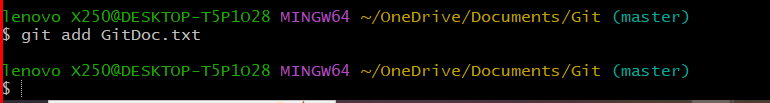 lenovo X250@DESKTOP-T5P1O28 MINGW64 ~/OneDrive/Documents/Git (master)
$ git add GitDoc.txt
lenovo X250@DESKTOP-T5P1O28 MINGW64 ~/OneDrive/Documents/Git (master)
$